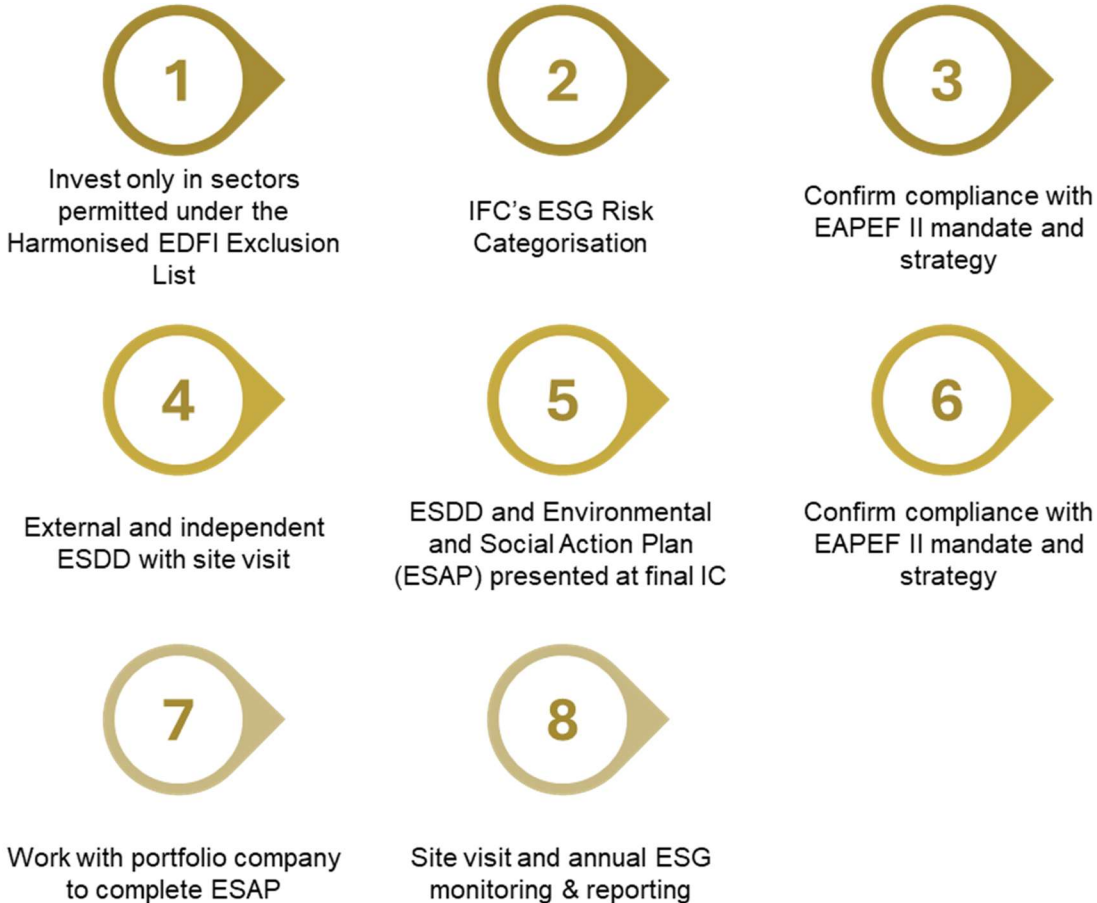 1
Invest only in sectors
permitted under the
Harmonised EDFI Exclusion
List
2
IFC's ESG Risk
Categorisation
3
Confirm compliance with
EAPEF II mandate and
strategy
4
External and independent
ESDD with site visit
5
ESDD and Environmental
and Social Action Plan
(ESAP) presented at final IC
6
Confirm compliance with
EAPEF II mandate and
strategy
7
Work with portfolio company
to complete ESAP
8
Site visit and annual ESG
monitoring & reporting